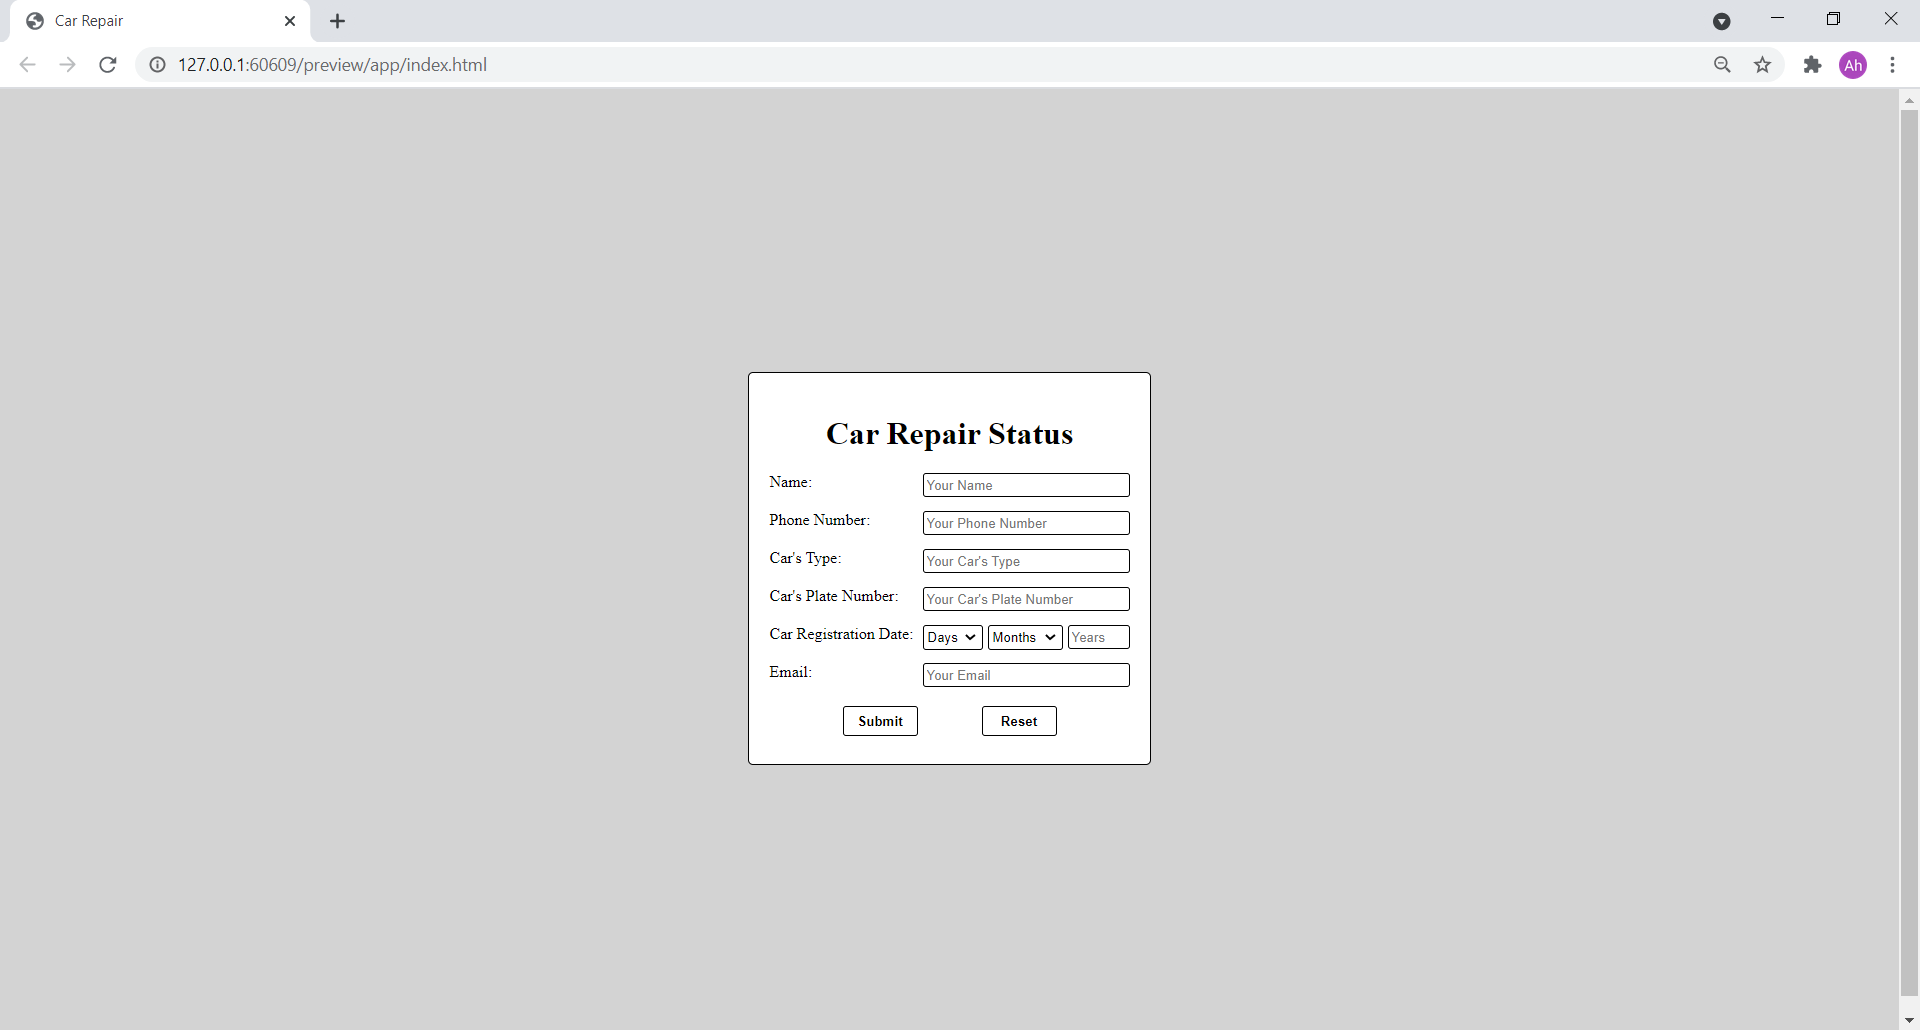 Car Repair
127.0.0.1:60609/preview/app/index.html
Ah
Car Repair Status
Name: Your Name
Phone Number: Your Phone Number
Car's Type: Your Car's Type
Car's Plate Number: Your Car's Plate Number
Car Registration Date: Days Months Years
Email: Your Email
Submit Reset